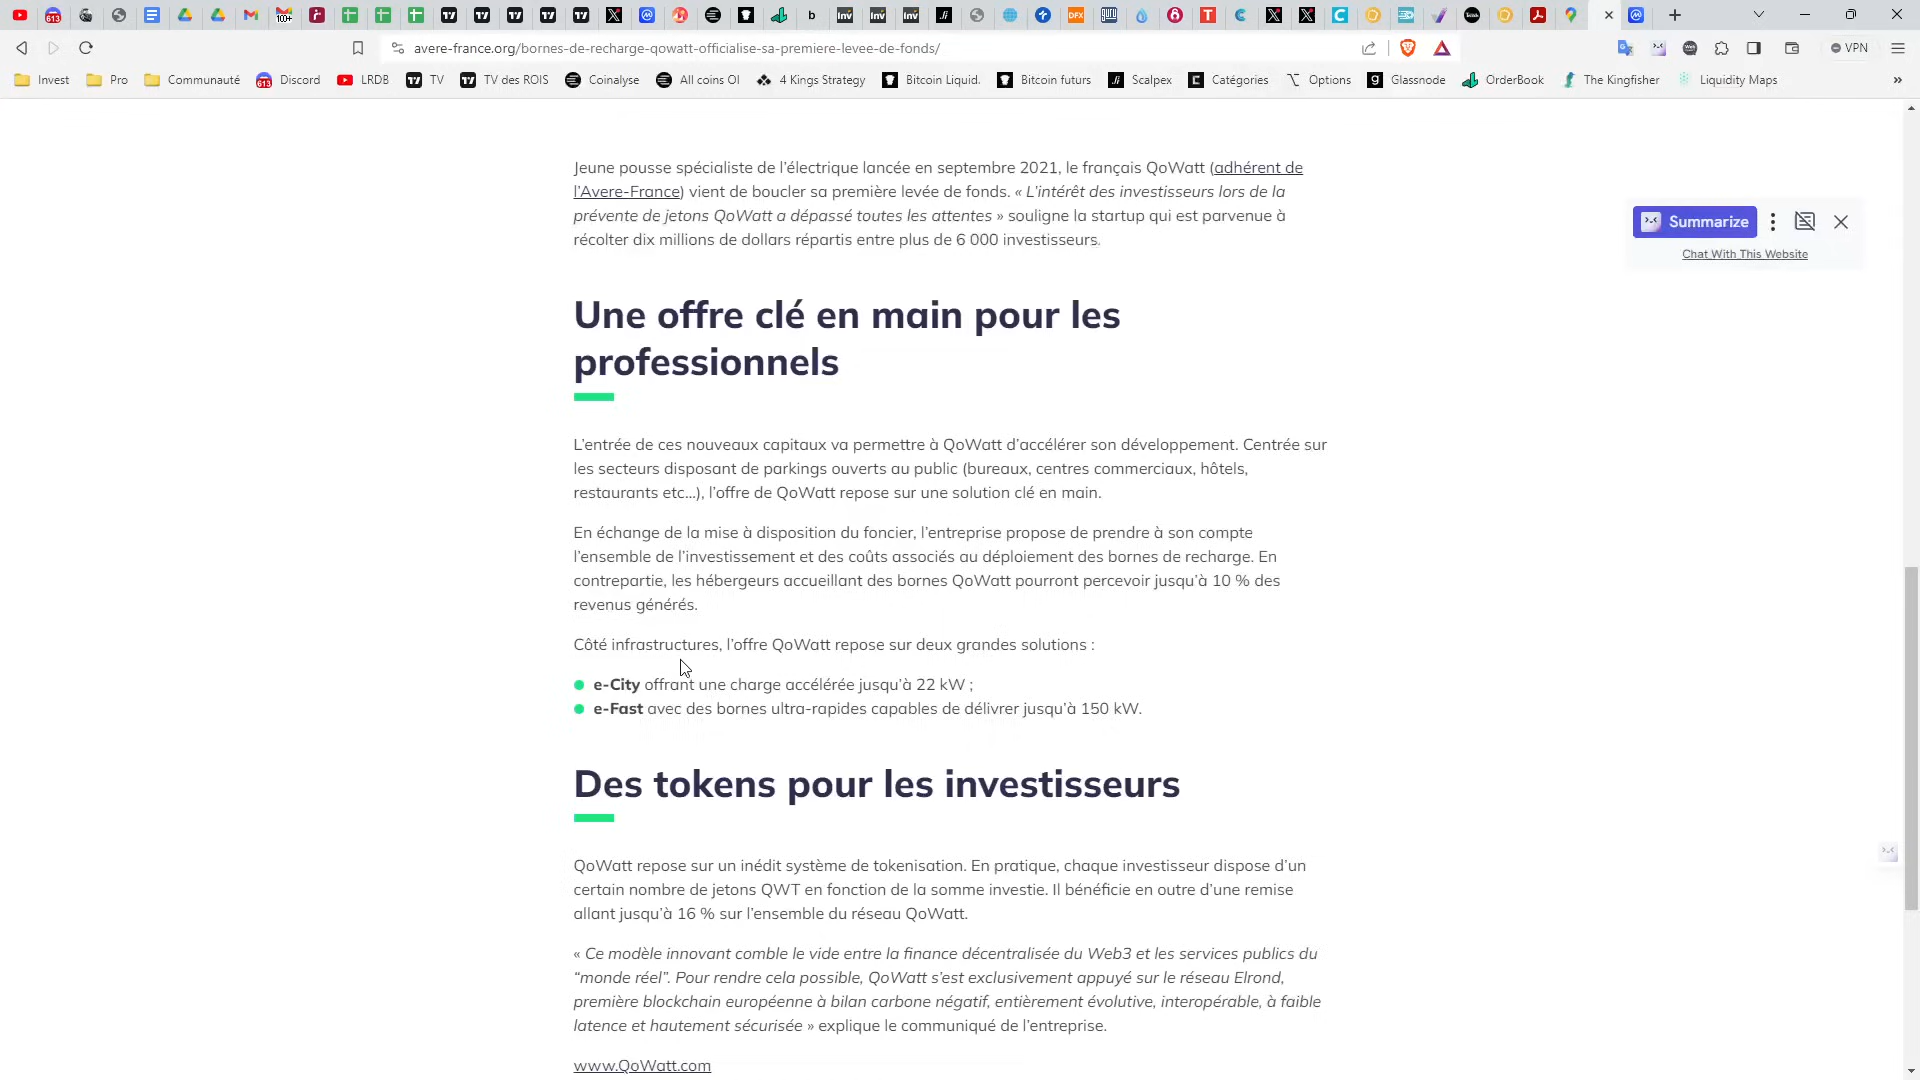 avere-france.org/bornes-de-recharge-qowatt-officialise-sa-premiere-levee-de-fonds/
VPN
Invest Pro Communauté Discord LRDB TV TV des ROIS Coinalyse All coins OI 4 Kings Strategy Bitcoin Liquid. Bitcoin futurs Scalpex Catégories Options Glassnode OrderBook The Kingfisher Liquidity Maps »
Jeune pousse spécialiste de l’électrique lancée en septembre 2021, le français QoWatt (adhérent de
l’Avere-France) vient de boucler sa première levée de fonds. « L’intérêt des investisseurs lors de la
prévente de jetons QoWatt a dépassé toutes les attentes » souligne la startup qui est parvenue à
récolter dix millions de dollars répartis entre plus de 6 000 investisseurs.
Summarize
Chat With This Website
Une offre clé en main pour les
professionnels
L’entrée de ces nouveaux capitaux va permettre à QoWatt d’accélérer son développement. Centrée sur
les secteurs disposant de parkings ouverts au public (bureaux, centres commerciaux, hôtels,
restaurants etc…), l’offre de QoWatt repose sur une solution clé en main.
En échange de la mise à disposition du foncier, l’entreprise propose de prendre à son compte
l’ensemble de l’investissement et des coûts associés au déploiement des bornes de recharge. En
contrepartie, les hébergeurs accueillant des bornes QoWatt pourront percevoir jusqu’à 10 % des
revenus générés.
Côté infrastructures, l’offre QoWatt repose sur deux grandes solutions :
e-City offrant une charge accélérée jusqu’à 22 kW ;
e-Fast avec des bornes ultra-rapides capables de délivrer jusqu’à 150 kW.
Des tokens pour les investisseurs
QoWatt repose sur un inédit système de tokenisation. En pratique, chaque investisseur dispose d’un
certain nombre de jetons QWT en fonction de la somme investie. Il bénéficie en outre d’une remise
allant jusqu’à 16 % sur l’ensemble du réseau QoWatt.
« Ce modèle innovant comble le vide entre la finance décentralisée du Web3 et les services publics du
“monde réel”. Pour rendre cela possible, QoWatt s’est exclusivement appuyé sur le réseau Elrond,
première blockchain européenne à bilan carbone négatif, entièrement évolutive, interopérable, à faible
latence et hautement sécurisée » explique le communiqué de l’entreprise.
www.QoWatt.com